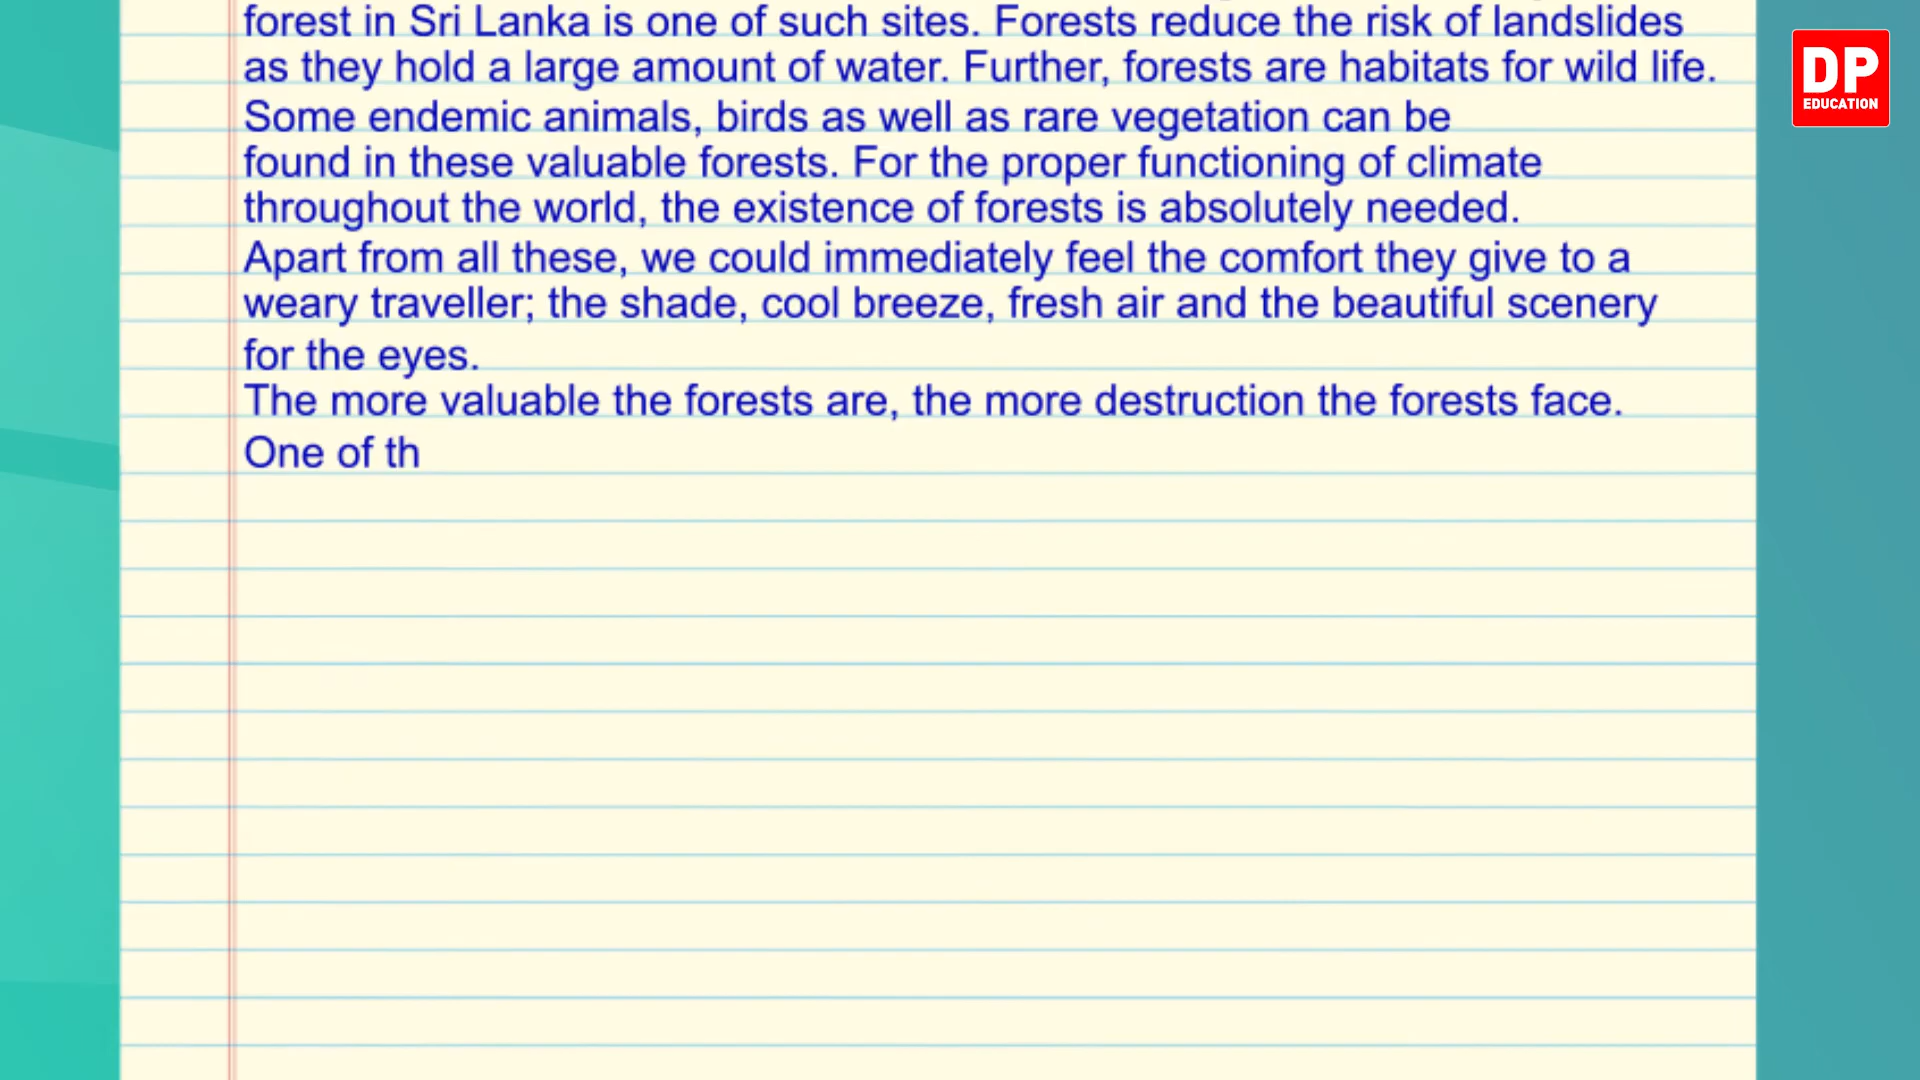 forest in Sri Lanka is one of such sites. Forests reduce the risk of landslides
as they hold a large amount of water. Further, forests are habitats for wild life.
Some endemic animals, birds as well as rare vegetation can be
found in these valuable forests. For the proper functioning of climate
throughout the world, the existence of forests is absolutely needed.
Apart from all these, we could immediately feel the comfort they give to a
weary traveller; the shade, cool breeze, fresh air and the beautiful scenery
for the eyes.
The more valuable the forests are, the more destruction the forests face.
One of th
DP
EDUCATION